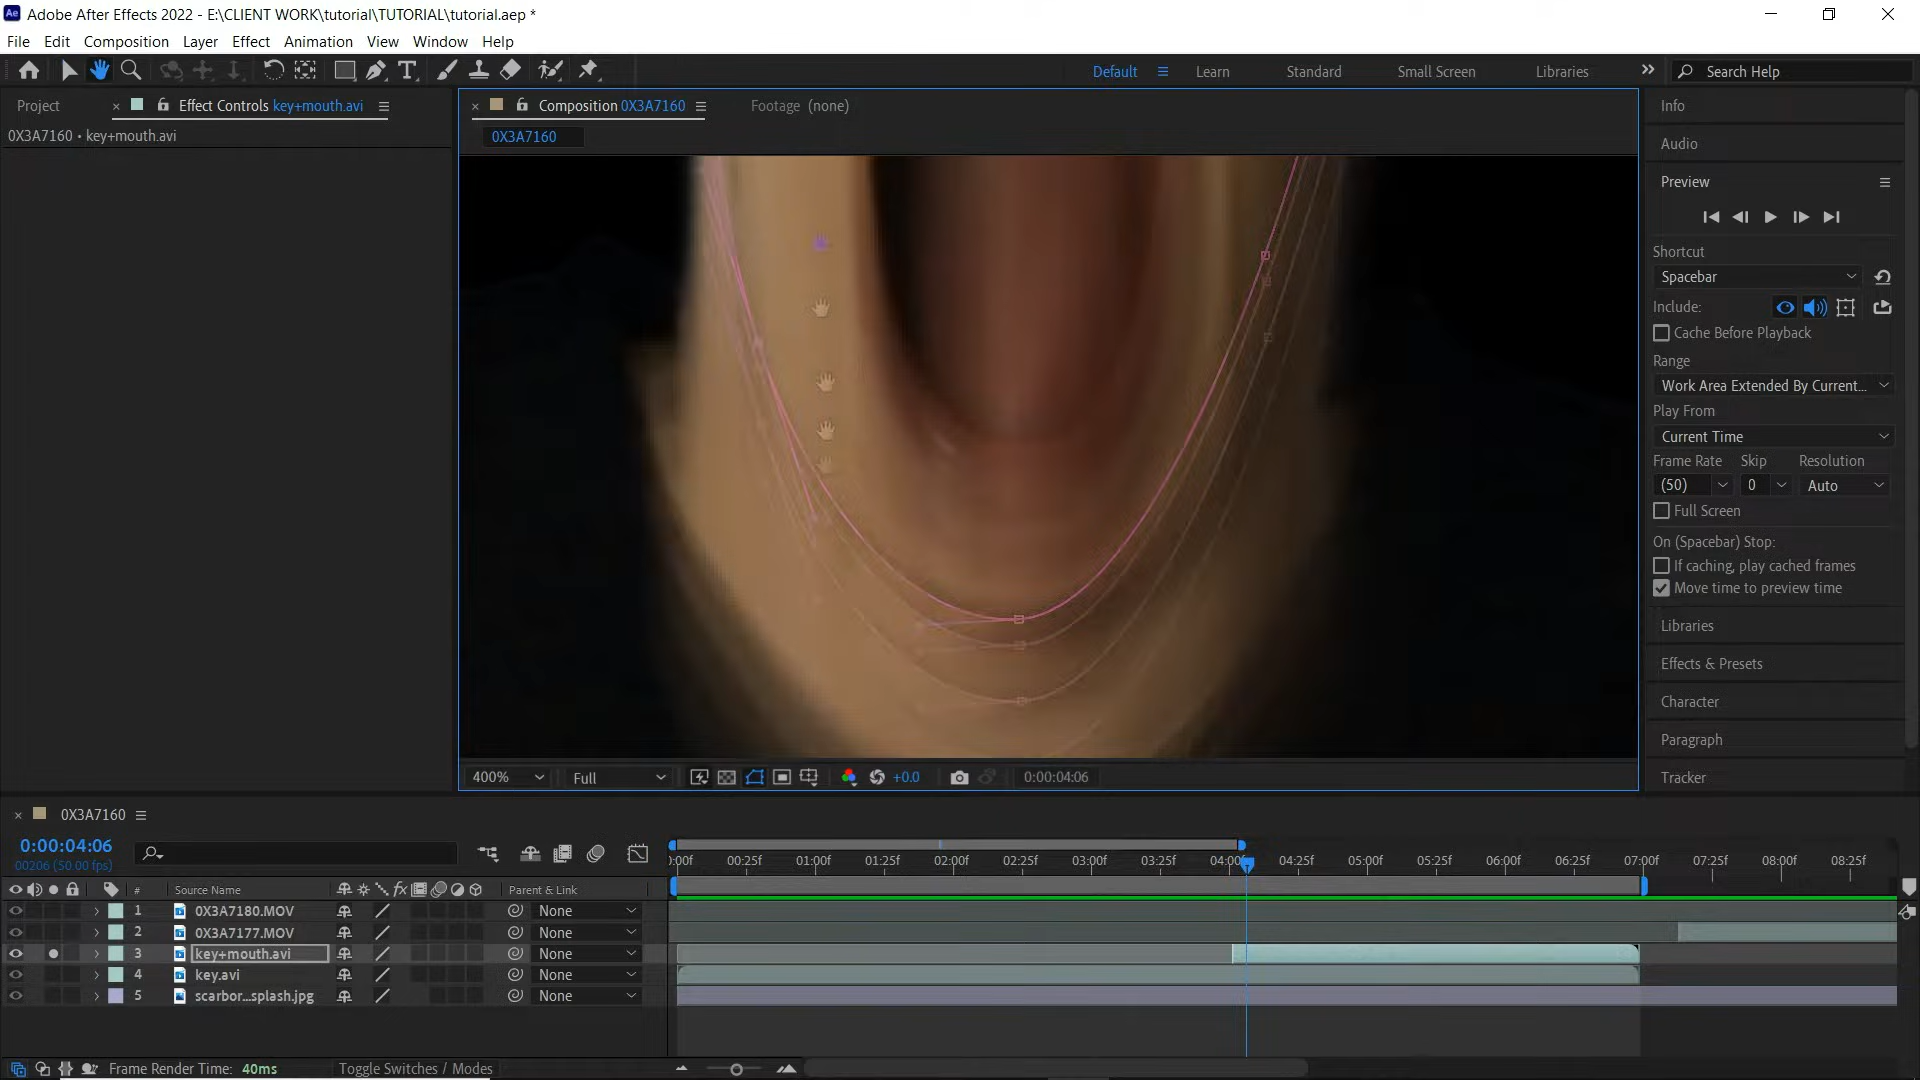 Ae Adobe After Effects 2022 - E:\CLIENT WORK\tutorial\TUTORIAL\tutorial.aep *
File Edit Composition Layer Effect Animation View Window Help
Default Learn Standard Small Screen Libraries Search Help
Project Effect Controls key+mouth.avi Composition 0X3A7160 Footage (none)
0X3A7160 • key+mouth.avi
0X3A7160
Info
Audio
Preview
Shortcut
Spacebar
Include:
Cache Before Playback
Range
Work Area Extended By Current...
Play From
Current Time
Frame Rate Skip Resolution
(50) 0 Auto
Full Screen
On (Spacebar) Stop:
If caching, play cached frames
Move time to preview time
Libraries
Effects & Presets
Character
Paragraph
Tracker
400% Full +0.0 0:00:04:06
0X3A7160
0:00:04:06
00206 (50.00 fps)
):00f 00:25f 01:00f 01:25f 02:00f 02:25f 03:00f 03:25f 04:00f 04:25f 05:00f 05:25f 06:00f 06:25f 07:00f 07:25f 08:00f 08:25f
# Source Name fx Parent & Link
1 0X3A7180.MOV None
2 0X3A7177.MOV None
3 key+mouth.avi None
4 key.avi None
5 scarbor...splash.jpg None
Frame Render Time: 40ms Toggle Switches / Modes